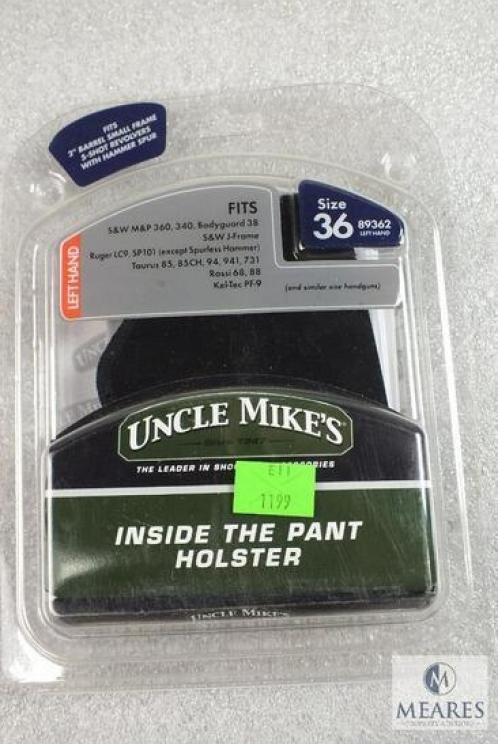 FITS
2" BARREL SMALL FRAME
5-SHOT REVOLVERS
WITH HAMMER SPUR
FITS
S&W M&P 360, 340, Bodyguard 38
S&W J-Frame
Ruger LC9, SP101 (except Spurless Hammer)
Taurus 85, 85CH, 94, 941, 731
Rossi 68, 88
Kel-Tec PF-9
(and similar size handguns)
Size
36 89362
LEFT HAND
LEFT HAND
UNCLE MIKE'S®
THE LEADER IN
E11
1199
INSIDE THE PANT
HOLSTER
UNCLE MIKE'S
M
MEARES